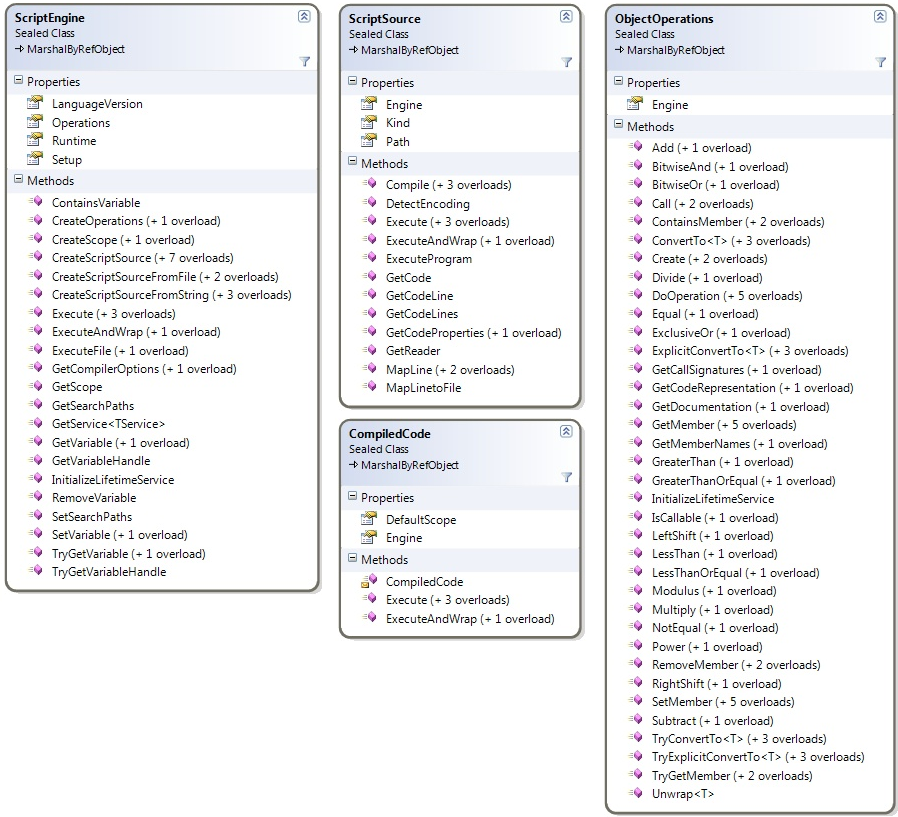 ScriptEngine
Sealed Class
→ MarshalByRefObject
Properties
LanguageVersion
Operations
Runtime
Setup
Methods
ContainsVariable
CreateOperations (+ 1 overload)
CreateScope (+ 1 overload)
CreateScriptSource (+ 7 overloads)
CreateScriptSourceFromFile (+ 2 overloads)
CreateScriptSourceFromString (+ 3 overloads)
Execute (+ 3 overloads)
ExecuteAndWrap (+ 1 overload)
ExecuteFile (+ 1 overload)
GetCompilerOptions (+ 1 overload)
GetScope
GetSearchPaths
GetService<TService>
GetVariable (+ 1 overload)
GetVariableHandle
InitializeLifetimeService
RemoveVariable
SetSearchPaths
SetVariable (+ 1 overload)
TryGetVariable (+ 1 overload)
TryGetVariableHandle
ScriptSource
Sealed Class
→ MarshalByRefObject
Properties
Engine
Kind
Path
Methods
Compile (+ 3 overloads)
DetectEncoding
Execute (+ 3 overloads)
ExecuteAndWrap (+ 1 overload)
ExecuteProgram
GetCode
GetCodeLine
GetCodeLines
GetCodeProperties (+ 1 overload)
GetReader
MapLine (+ 2 overloads)
MapLinetoFile
CompiledCode
Sealed Class
→ MarshalByRefObject
Properties
DefaultScope
Engine
Methods
CompiledCode
Execute (+ 3 overloads)
ExecuteAndWrap (+ 1 overload)
ObjectOperations
Sealed Class
→ MarshalByRefObject
Properties
Engine
Methods
Add (+ 1 overload)
BitwiseAnd (+ 1 overload)
BitwiseOr (+ 1 overload)
Call (+ 2 overloads)
ContainsMember (+ 2 overloads)
ConvertTo<T> (+ 3 overloads)
Create (+ 2 overloads)
Divide (+ 1 overload)
DoOperation (+ 5 overloads)
Equal (+ 1 overload)
ExclusiveOr (+ 1 overload)
ExplicitConvertTo<T> (+ 3 overloads)
GetCallSignatures (+ 1 overload)
GetCodeRepresentation (+ 1 overload)
GetDocumentation (+ 1 overload)
GetMember (+ 5 overloads)
GetMemberNames (+ 1 overload)
GreaterThan (+ 1 overload)
GreaterThanOrEqual (+ 1 overload)
InitializeLifetimeService
IsCallable (+ 1 overload)
LeftShift (+ 1 overload)
LessThan (+ 1 overload)
LessThanOrEqual (+ 1 overload)
Modulus (+ 1 overload)
Multiply (+ 1 overload)
NotEqual (+ 1 overload)
Power (+ 1 overload)
RemoveMember (+ 2 overloads)
RightShift (+ 1 overload)
SetMember (+ 5 overloads)
Subtract (+ 1 overload)
TryConvertTo<T> (+ 3 overloads)
TryExplicitConvertTo<T> (+ 3 overloads)
TryGetMember (+ 2 overloads)
Unwrap<T>